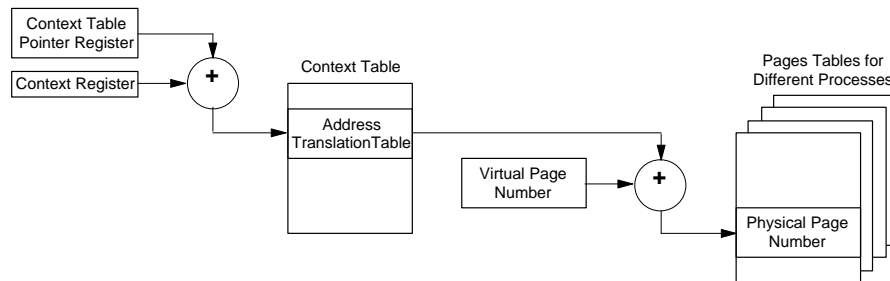 Context Table
Pointer Register
Context Register
+
Context Table
Address
TranslationTable
Virtual Page
Number
+
Pages Tables for
Different Processes
Physical Page
Number